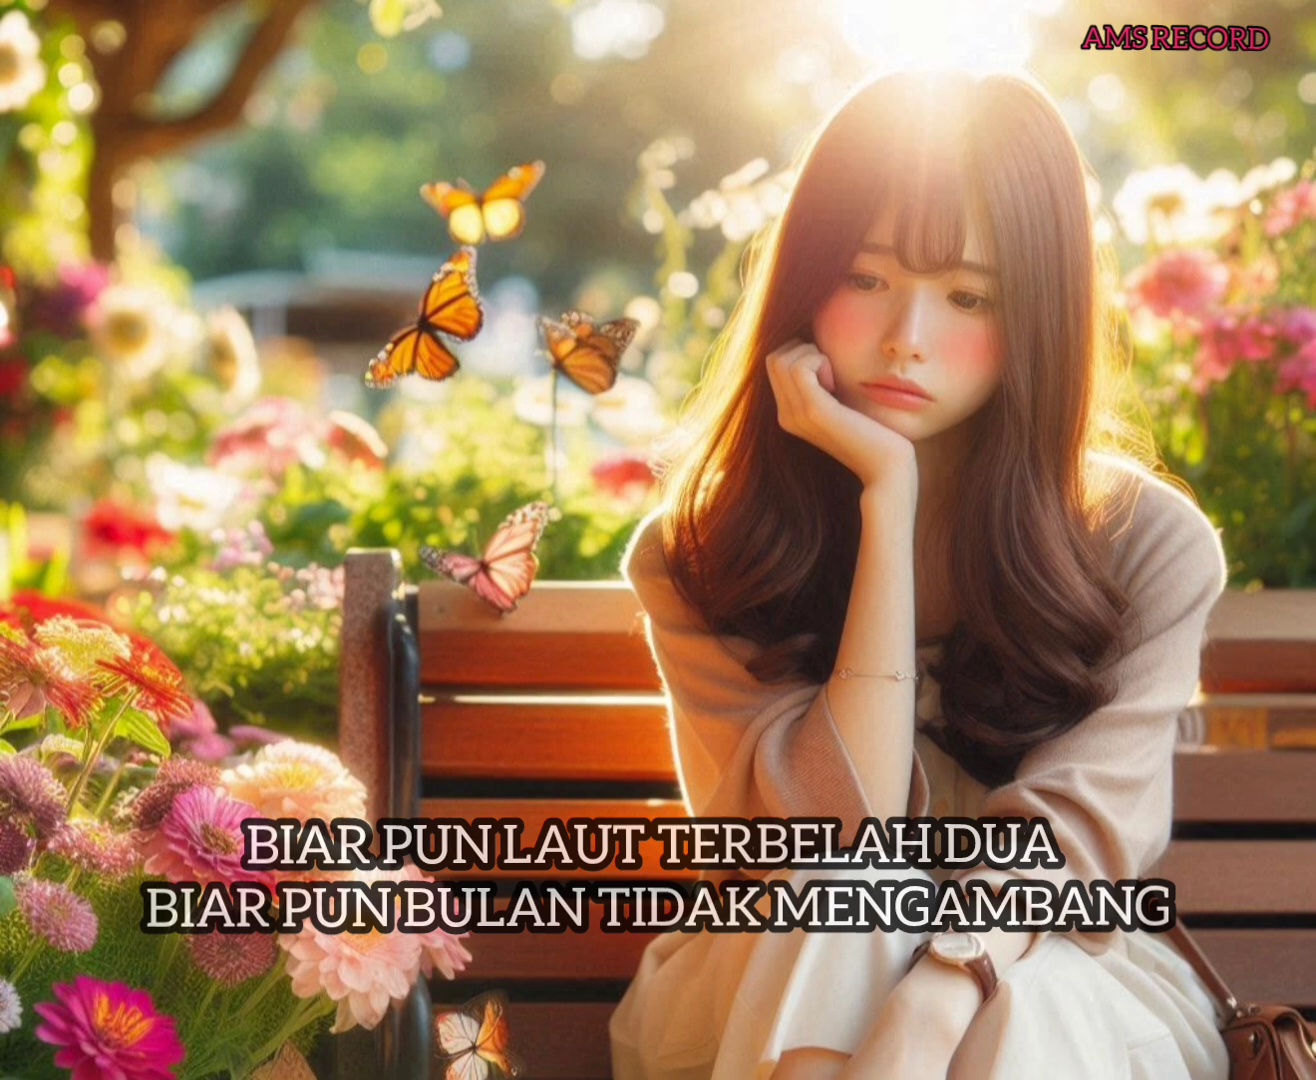 AMS RECORD
BIAR PUN LAUT TERBELAH DUA
BIAR PUN BULAN TIDAK MENGAMBANG